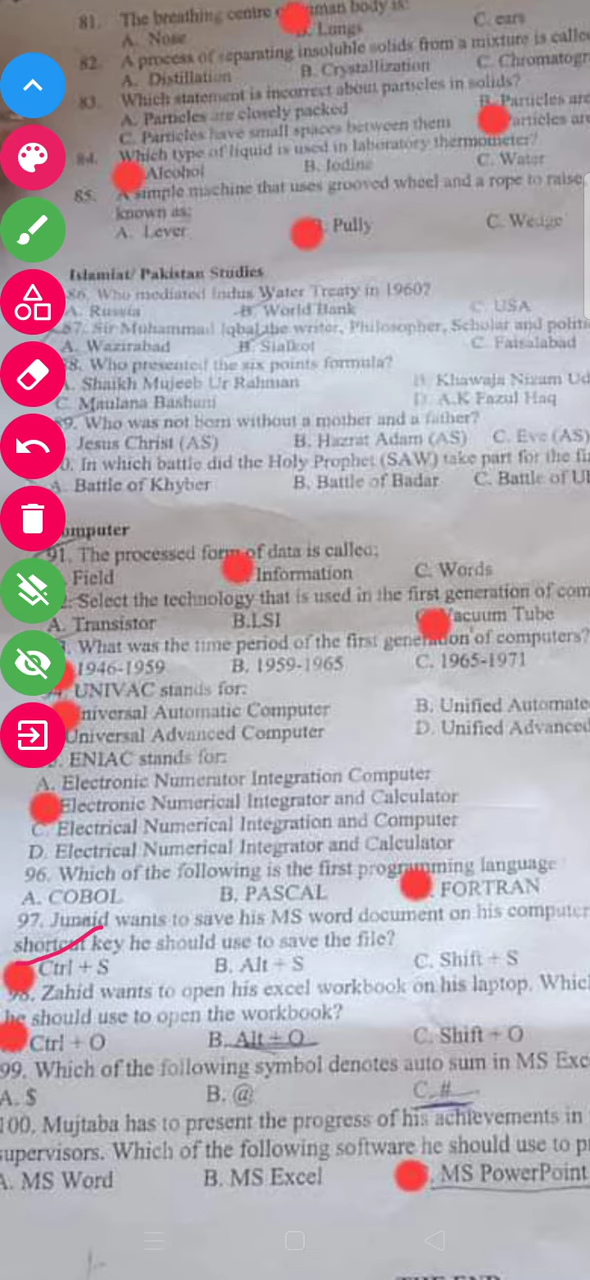 81. The breathing centre uman body is:
A. Nose Lungs C. ears
82. A process of separating insoluble solids from a mixture is calle
A. Distillation B. Crystallization C. Chromatogr
83. Which statement is incorrect about particles in solids?
A. Particles are closely packed B. Particles are
C. Particles have small spaces between them articles are
84. Which type of liquid is used in laboratory thermometer?
Alcohol B. Iodine C. Water
85. A simple machine that uses grooved wheel and a rope to raise
known as:
A. Lever Pully C. Wedge
Islamiat/ Pakistan Studies
86. Who mediated Indus Water Treaty in 1960?
A. Russia B. World Bank C. USA
87. Sir Muhammad Iqbal the writer, Philosopher, Scholar and politi
A. Wazirabad B. Sialkot C. Faisalabad
8. Who presented the six points formula?
. Shaikh Mujeeb Ur Rahman B. Khawaja Nizam Ud
C. Maulana Bashani D. A.K Fazul Haq
9. Who was not born without a mother and a father?
Jesus Christ (AS) B. Hazrat Adam (AS) C. Eve (AS)
0. In which battle did the Holy Prophet (SAW) take part for the fi
A. Battle of Khyber B. Battle of Badar C. Battle of U
omputer
91. The processed form of data is called:
Field Information C. Words
. Select the technology that is used in the first generation of com
A. Transistor B.LSI acuum Tube
. What was the time period of the first generation of computers?
1946-1959 B. 1959-1965 C. 1965-1971
. UNIVAC stands for:
niversal Automatic Computer B. Unified Automate
Universal Advanced Computer D. Unified Advanced
. ENIAC stands for:
A. Electronic Numerator Integration Computer
Electronic Numerical Integrator and Calculator
C. Electrical Numerical Integration and Computer
D. Electrical Numerical Integrator and Calculator
96. Which of the following is the first programming language
A. COBOL B. PASCAL FORTRAN
97. Junaid wants to save his MS word document on his computer
shortcut key he should use to save the file?
Ctrl + S B. Alt + S C. Shift + S
98. Zahid wants to open his excel workbook on his laptop. Whic
he should use to open the workbook?
Ctrl + O B. Alt + O C. Shift + O
99. Which of the following symbol denotes auto sum in MS Exc
A. $ B. @ C. #
100. Mujtaba has to present the progress of his achievements in
supervisors. Which of the following software he should use to p
A. MS Word B. MS Excel . MS PowerPoint